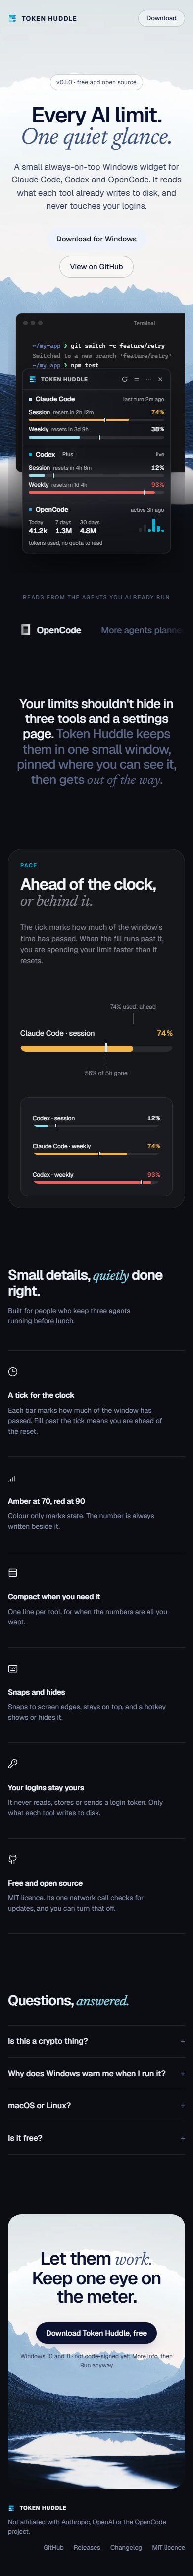 TOKEN HUDDLE
Download
v0.1.0 · free and open source
Every AI limit.
One quiet glance.
A small always-on-top Windows widget for
Claude Code, Codex and OpenCode. It reads
what each tool already writes to disk, and
never touches your logins.
Download for Windows
View on GitHub
Terminal
~/my-app ❯ git switch -c feature/retry
Switched to a new branch 'feature/retry'
~/my-app ❯ npm test
TOKEN HUDDLE
Claude Code last turn 2m ago
Session resets in 2h 12m 74%
Weekly resets in 3d 9h 38%
Codex Plus live
Session resets in 4h 6m 12%
Weekly resets in 1d 4h 93%
OpenCode active 3h ago
Today 7 days 30 days
41.2k 1.3M 4.8M
tokens used, no quota to read
READS FROM THE AGENTS YOU ALREADY RUN
OpenCode More agents planne
Your limits shouldn't hide in
three tools and a settings
page. Token Huddle keeps
them in one small window,
pinned where you can see it,
then gets out of the way.
PACE
Ahead of the clock,
or behind it.
The tick marks how much of the window's
time has passed. When the fill runs past it,
you are spending your limit faster than it
resets.
74% used: ahead
Claude Code · session 74%
56% of 5h gone
Codex · session 12%
Claude Code · weekly 74%
Codex · weekly 93%
Small details, quietly done
right.
Built for people who keep three agents
running before lunch.
A tick for the clock
Each bar marks how much of the window has
passed. Fill past the tick means you are ahead of
the reset.
Amber at 70, red at 90
Colour only marks state. The number is always
written beside it.
Compact when you need it
One line per tool, for when the numbers are all you
want.
Snaps and hides
Snaps to screen edges, stays on top, and a hotkey
shows or hides it.
Your logins stay yours
It never reads, stores or sends a login token. Only
what each tool writes to disk.
Free and open source
MIT licence. Its one network call checks for
updates, and you can turn that off.
Questions, answered.
Is this a crypto thing? +
Why does Windows warn me when I run it? +
macOS or Linux? +
Is it free? +
Let them work.
Keep one eye on
the meter.
Download Token Huddle, free
Windows 10 and 11 · not code-signed yet: More info, then
Run anyway
TOKEN HUDDLE
Not affiliated with Anthropic, OpenAI or the OpenCode
project.
GitHub Releases Changelog MIT licence